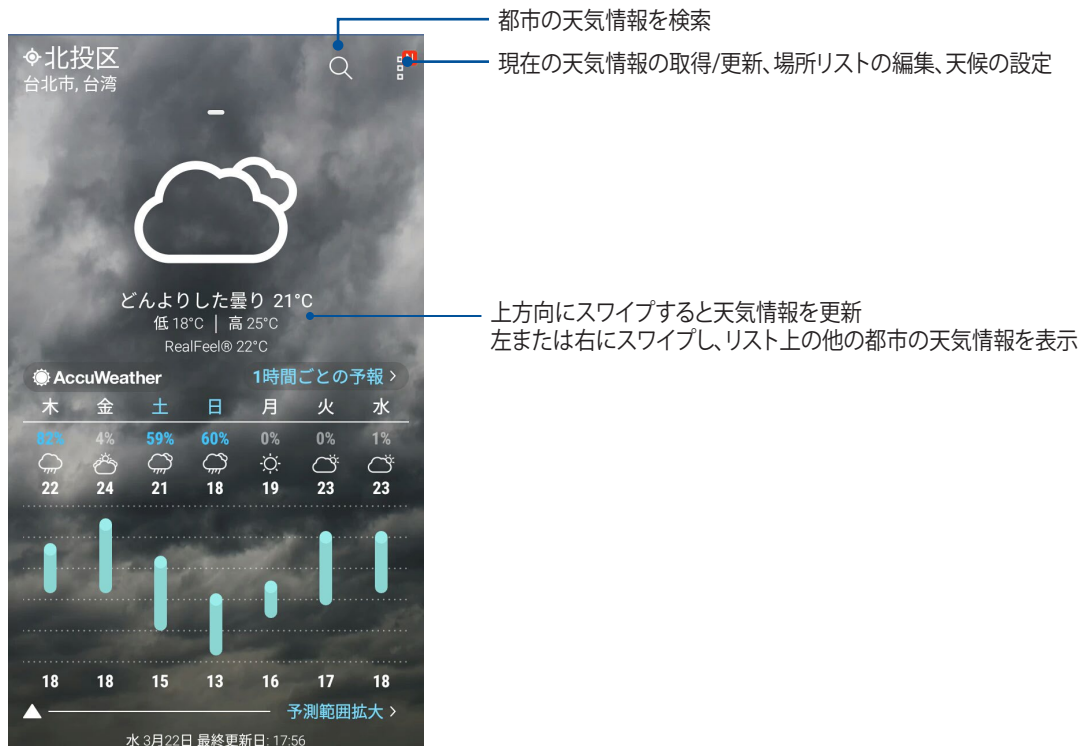 都市の天気情報を検索
現在の天気情報の取得/更新、場所リストの編集、天候の設定
北投区
台北市, 台湾
N
どんよりした曇り 21°C
低 18°C | 高 25°C
RealFeel® 22°C
上方向にスワイプすると天気情報を更新
左または右にスワイプし、リスト上の他の都市の天気情報を表示
AccuWeather 1時間ごとの予報 >
木 金 土 日 月 火 水
82% 4% 59% 60% 0% 0% 1%
22 24 21 18 19 23 23
18 18 15 13 16 17 18
予測範囲拡大 >
水 3月22日 最終更新日: 17:56